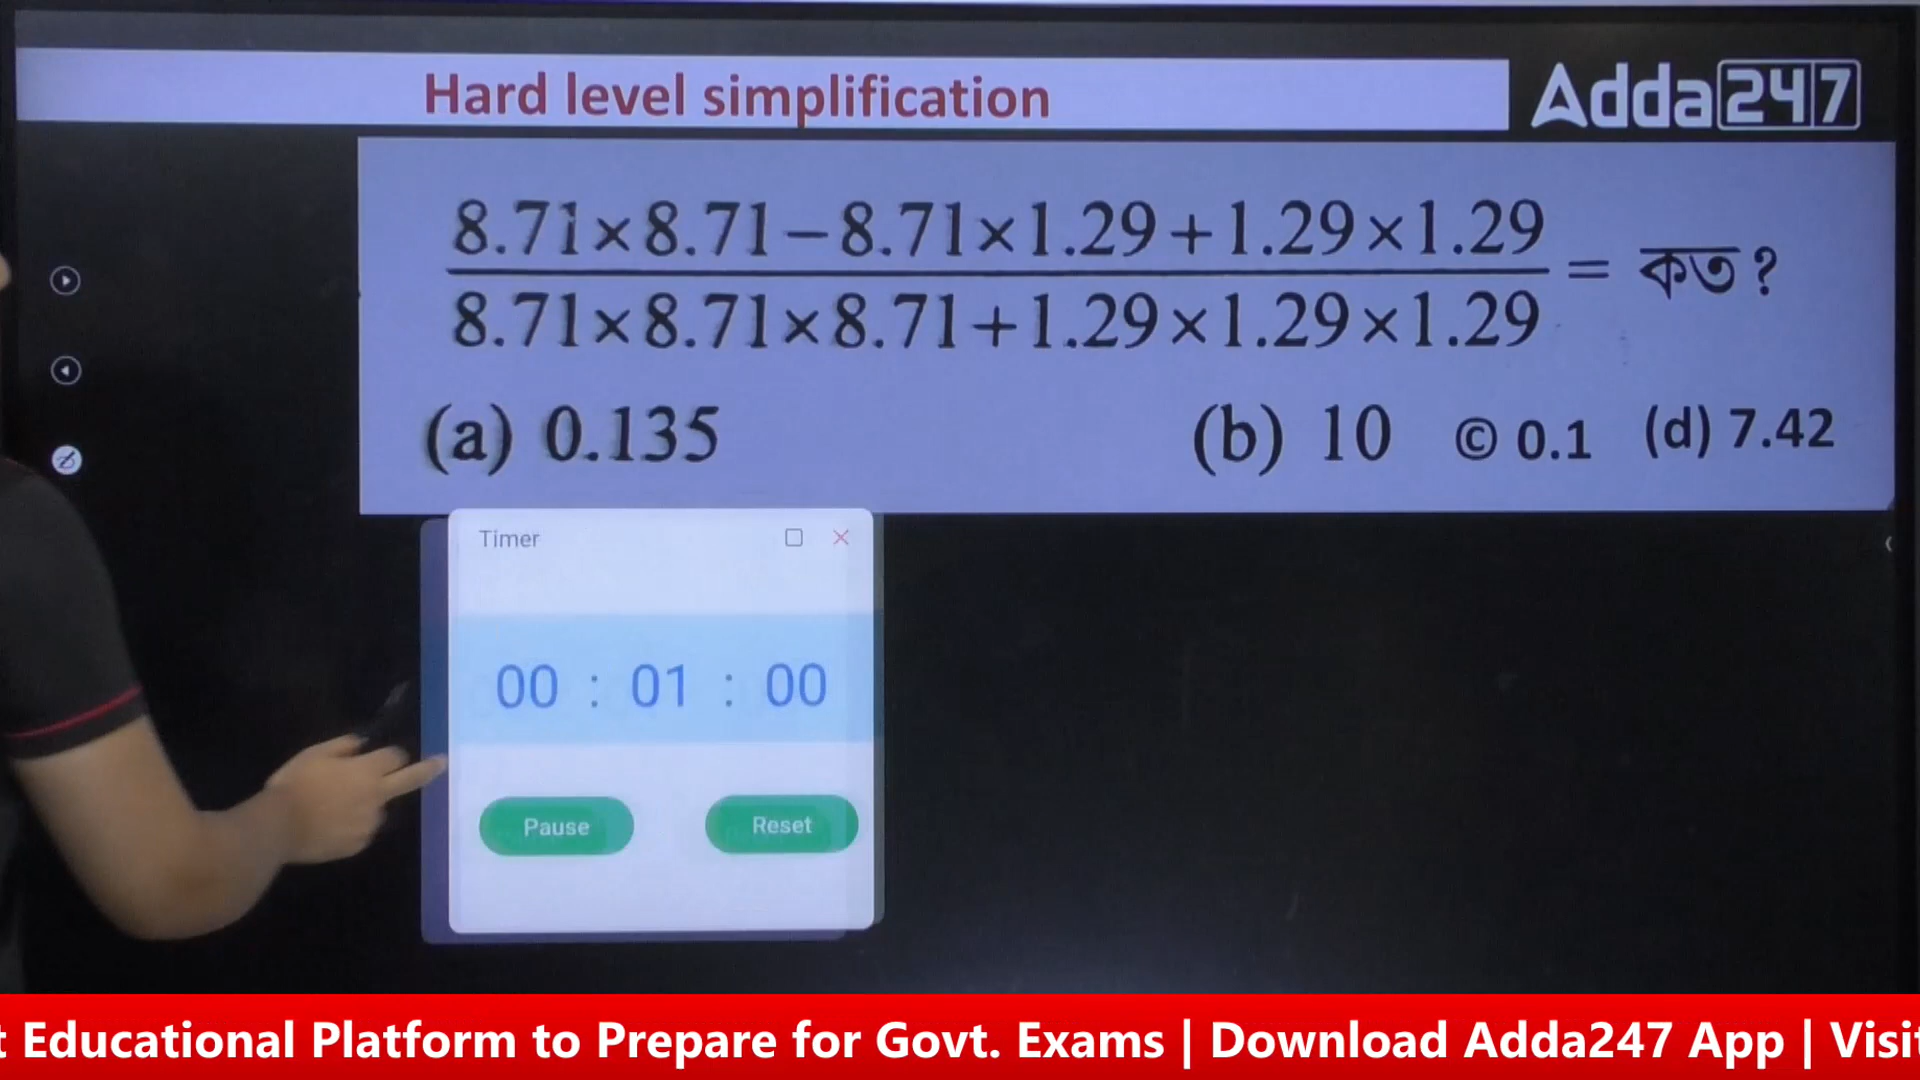 Hard level simplification
Adda247
8.71×8.71−8.71×1.29+1.29×1.29
= কত ?
8.71×8.71×8.71+1.29×1.29×1.29
(a) 0.135 (b) 10 © 0.1 (d) 7.42
Timer
00 : 01 : 00
Pause Reset
t Educational Platform to Prepare for Govt. Exams | Download Adda247 App | Visit